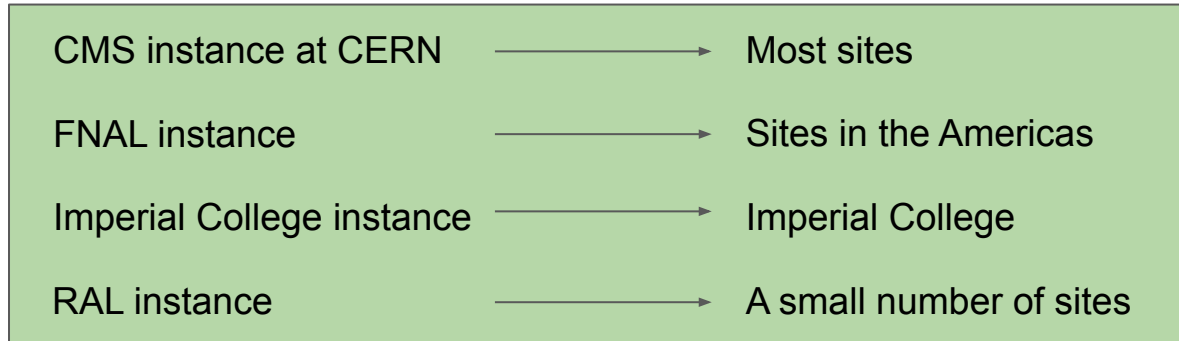 CMS instance at CERN Most sites
FNAL instance Sites in the Americas
Imperial College instance Imperial College
RAL instance A small number of sites